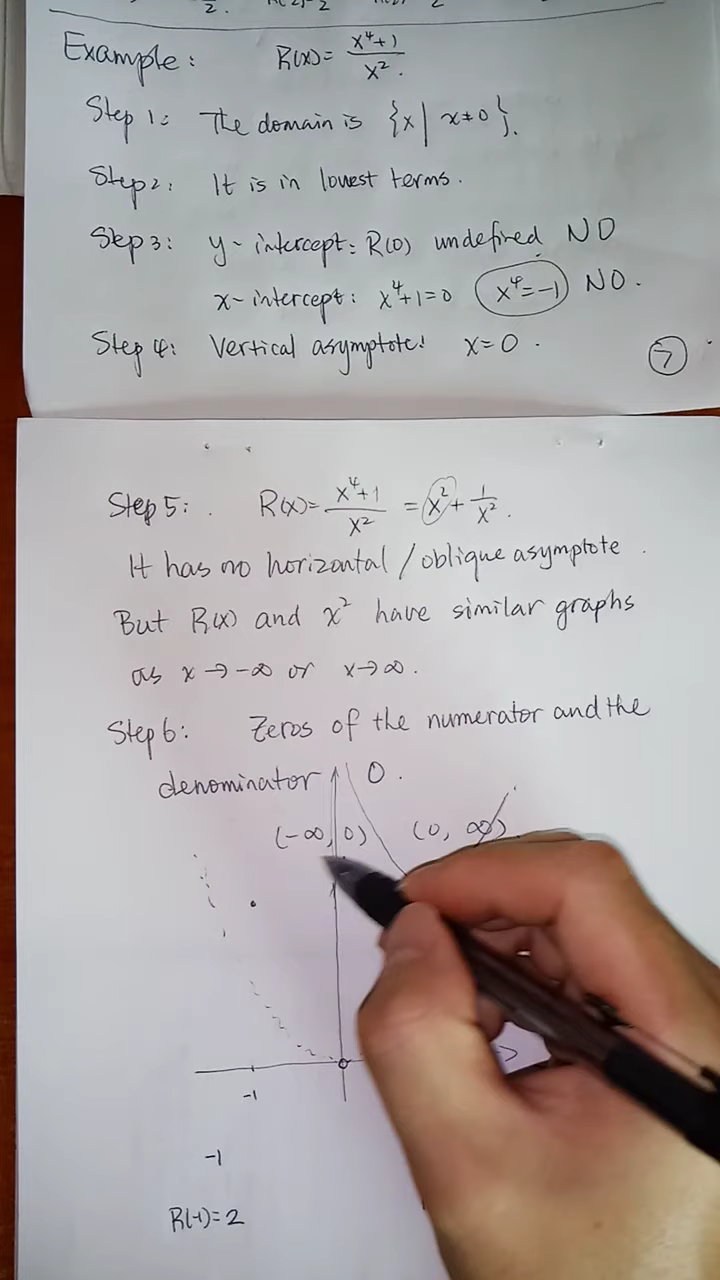 Example: R(x)= x⁴+1 / x².
Step 1: The domain is {x | x≠0}.
Step 2: It is in lowest terms.
Step 3: y-intercept: R(0) undefined NO
x-intercept: x⁴+1=0 x⁴=-1 NO.
Step 4: Vertical asymptote: x=0.
7
Step 5: R(x)= x⁴+1 / x² = x² + 1 / x².
It has no horizontal / oblique asymptote.
But R(x) and x² have similar graphs
as x→-∞ or x→∞.
Step 6: Zeros of the numerator and the
denominator 0.
(-∞, 0) (0, ∞)
-1
-1
R(-1)=2